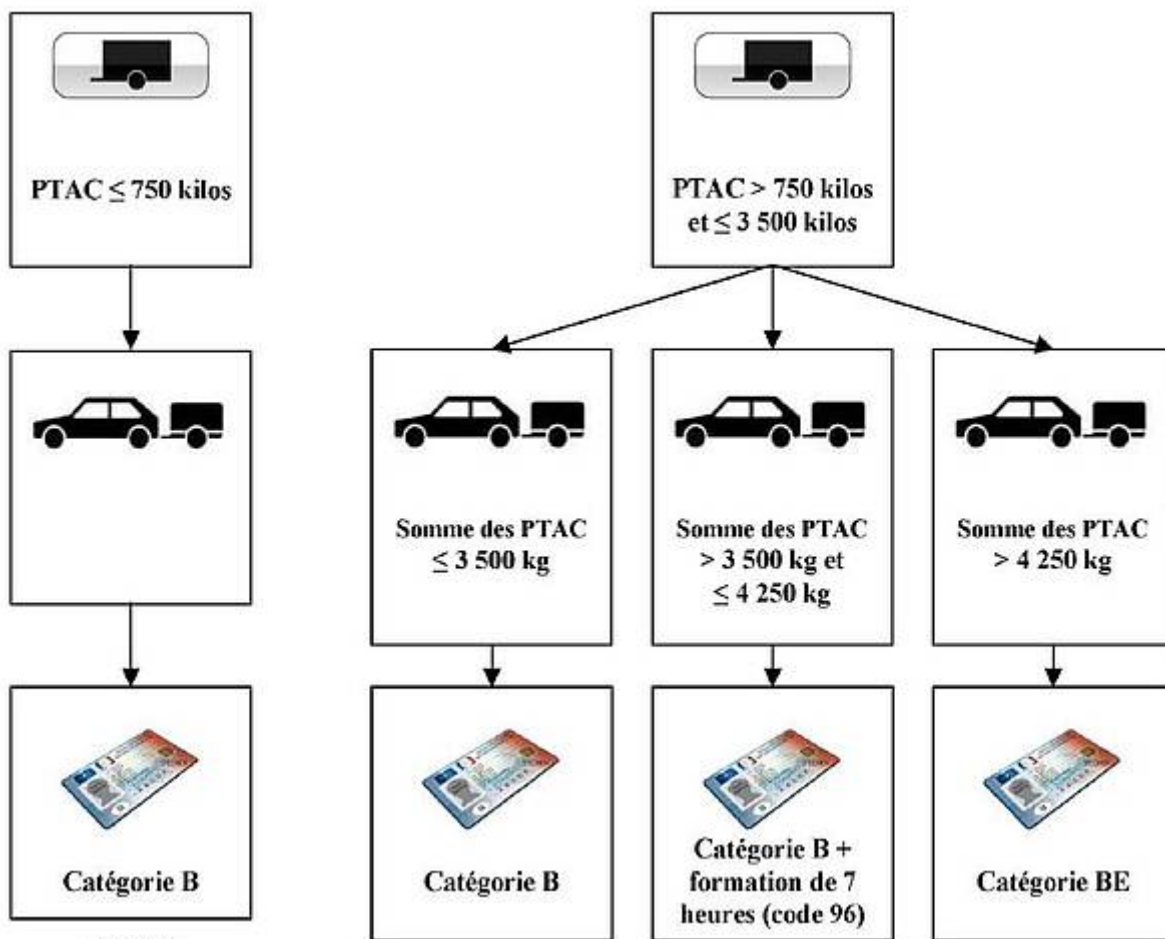 PTAC ≤ 750 kilos
PTAC > 750 kilos
et ≤ 3 500 kilos
Somme des PTAC
≤ 3 500 kg
Somme des PTAC
> 3 500 kg et
≤ 4 250 kg
Somme des PTAC
> 4 250 kg
Catégorie B
Catégorie B
Catégorie B +
formation de 7
heures (code 96)
Catégorie BE